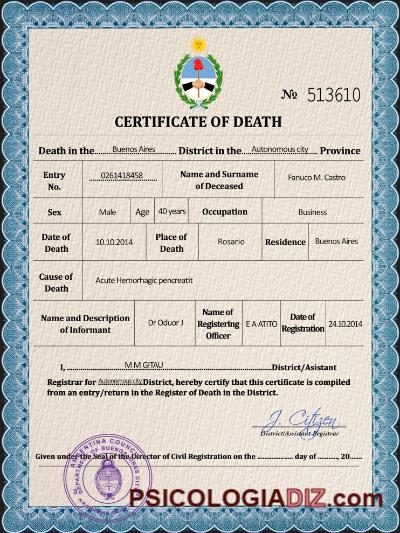 № 513610
CERTIFICATE OF DEATH
Death in the Buenos Aires District in the Autonomous city Province
Entry No. 0261418458 Name and Surname of Deceased Fanuco M. Castro
Sex Male Age 40 years Occupation Business
Date of Death 10.10.2014 Place of Death Rosario Residence Buenos Aires
Cause of Death Acute Hemorhagic pencreatit
Name and Description of Informant Dr Oduor J Name of Registering Officer E A ATITO Date of Registration 24.10.2014
I, M M GITAU District/Asistant
Registrar for Autonomous city District, hereby certify that this certificate is compiled
from an entry/return in the Register of Death in the District.
J. Citizen
District/Assistant Registrar
Given under the Seal of the Director of Civil Registration on the ................ day of ..........., 20......
PSICOLOGIADIZ.com